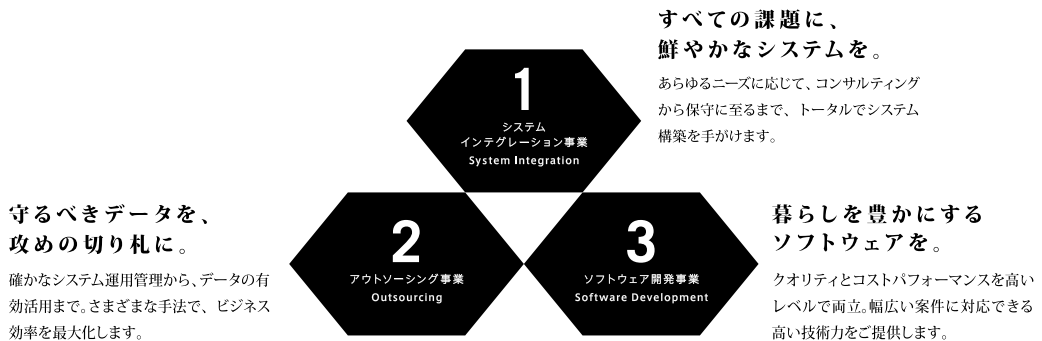 1
システム
インテグレーション事業
System Integration
すべての課題に、
鮮やかなシステムを。
あらゆるニーズに応じて、コンサルティング
から保守に至るまで、トータルでシステム
構築を手がけます。
守るべきデータを、
攻めの切り札に。
確かなシステム運用管理から、データの有
効活用まで。さまざまな手法で、ビジネス
効率を最大化します。
2
アウトソーシング事業
Outsourcing
3
ソフトウェア開発事業
Software Development
暮らしを豊かにする
ソフトウェアを。
クオリティとコストパフォーマンスを高い
レベルで両立。幅広い案件に対応できる
高い技術力をご提供します。